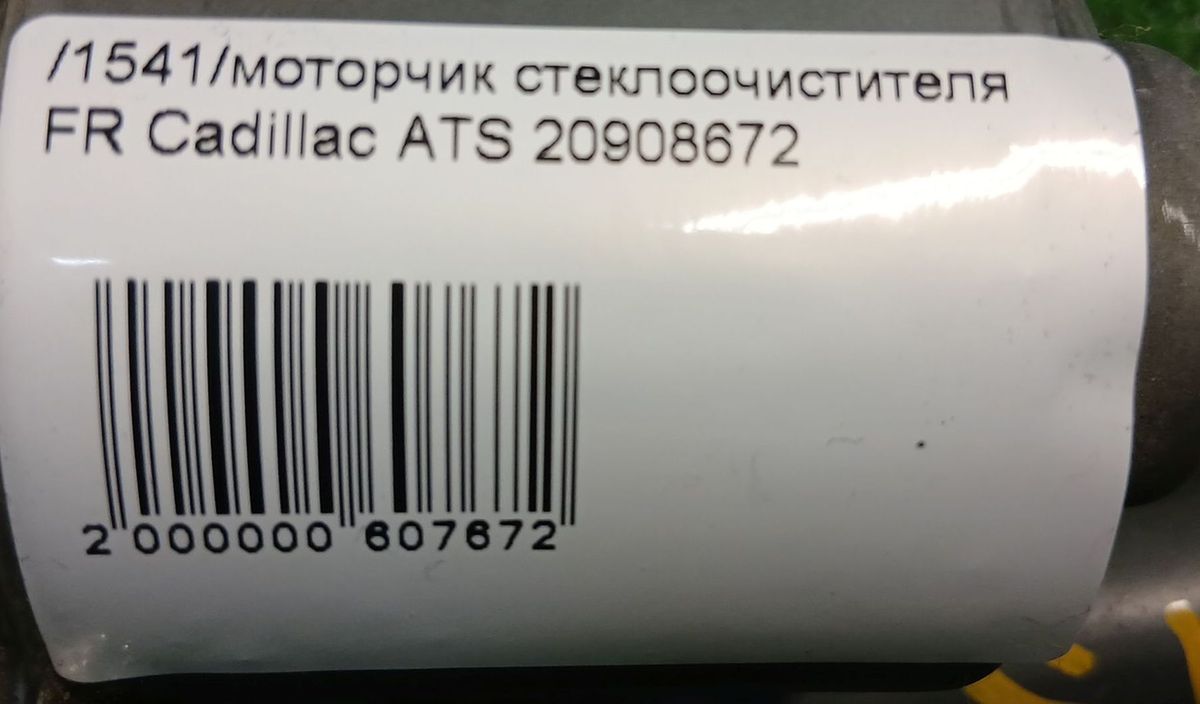 /1541/моторчик стеклоочистителя
FR Cadillac ATS 20908672
2 000000 607672